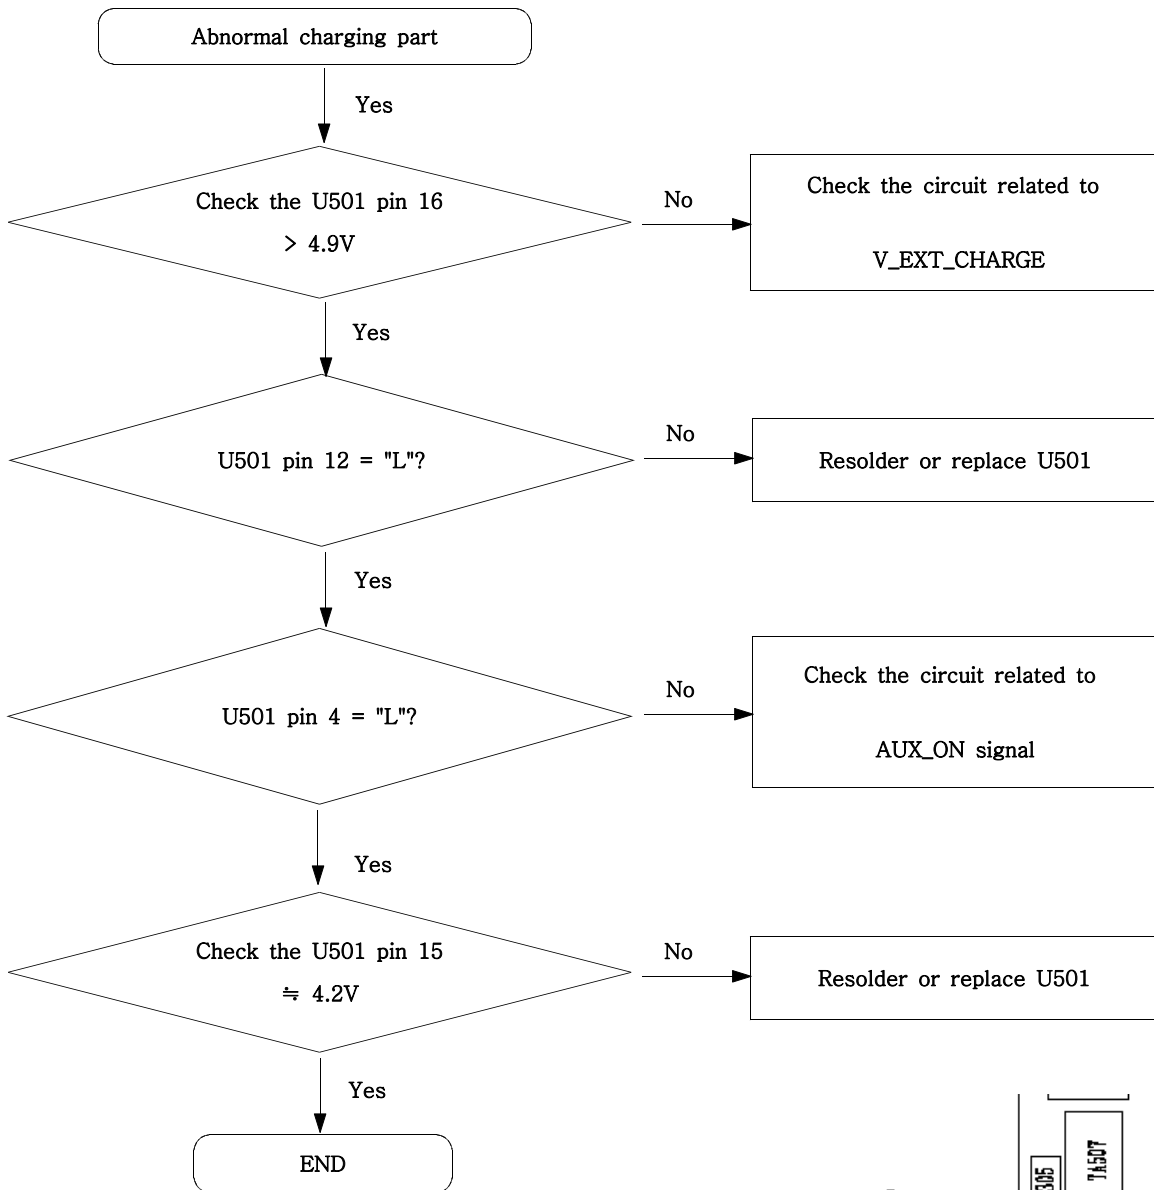 Abnormal charging part
Yes
Check the U501 pin 16
> 4.9V
No
Check the circuit related to
V_EXT_CHARGE
Yes
U501 pin 12 = "L"?
No
Resolder or replace U501
Yes
U501 pin 4 = "L"?
No
Check the circuit related to
AUX_ON signal
Yes
Check the U501 pin 15
≒ 4.2V
No
Resolder or replace U501
Yes
END
TA507